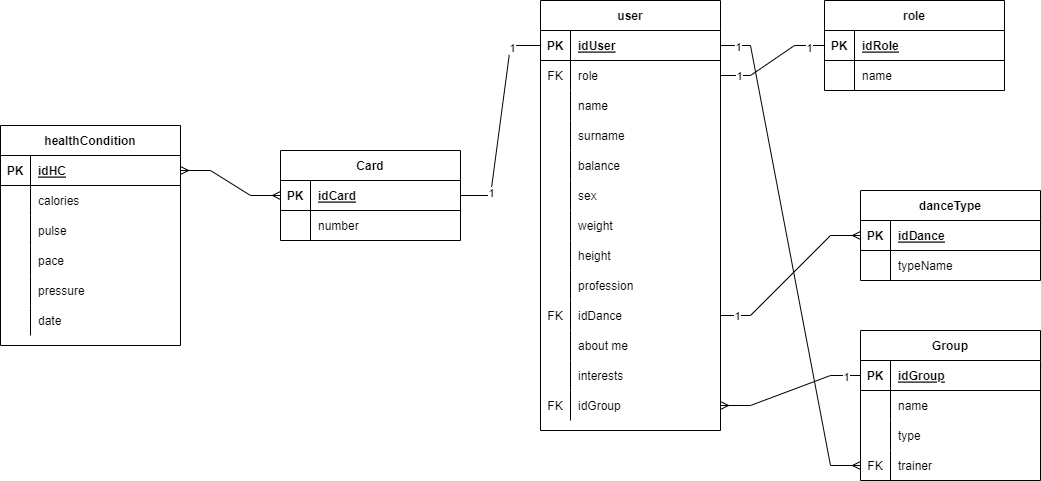 healthCondition
PK idHC
calories
pulse
pace
pressure
date
Card
PK idCard
number
user
PK idUser
FK role
name
surname
balance
sex
weight
height
profession
FK idDance
about me
interests
FK idGroup
role
PK idRole
name
danceType
PK idDance
typeName
Group
PK idGroup
name
type
FK trainer
1
1
1
1
1
1
1